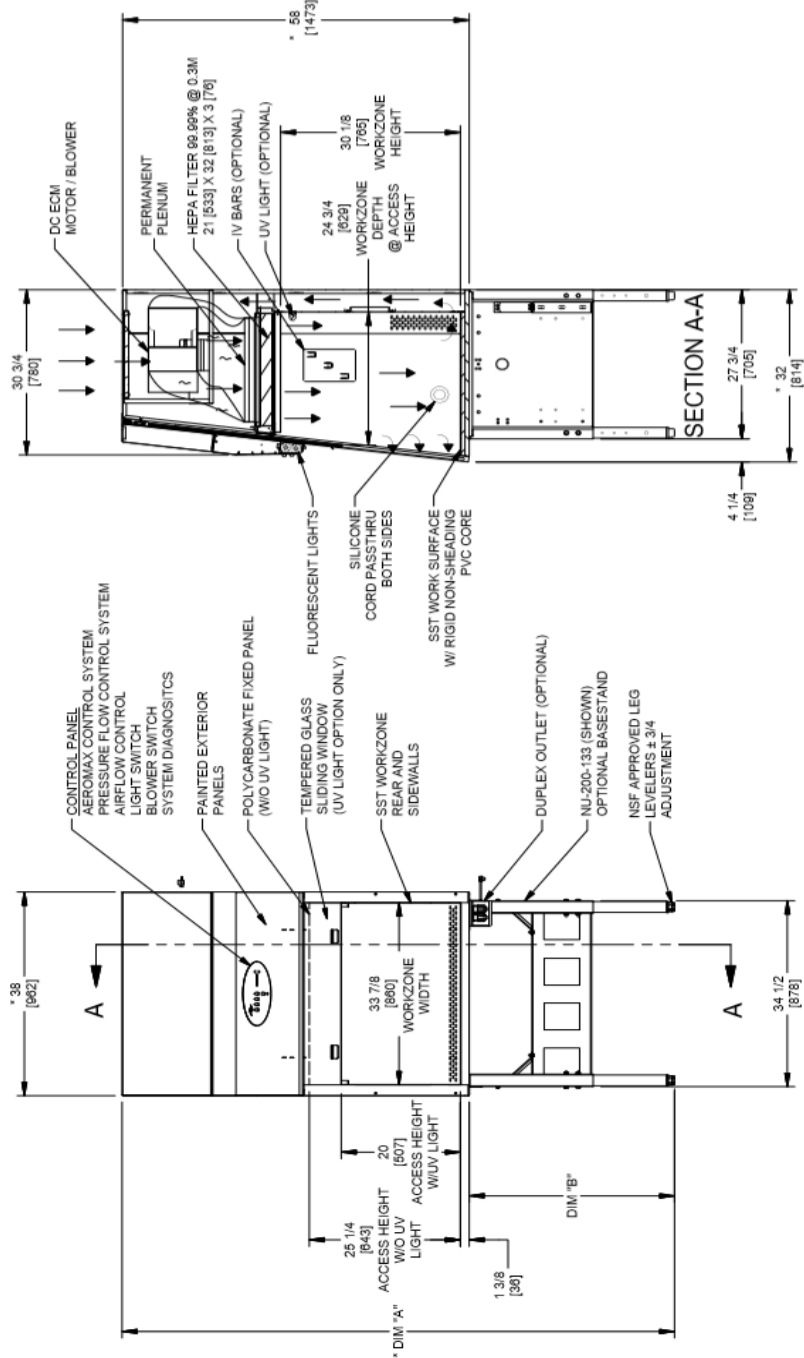 * 38
[962]
A
CONTROL PANEL
AEROMAX CONTROL SYSTEM
PRESSURE FLOW CONTROL SYSTEM
AIRFLOW CONTROL
LIGHT SWITCH
BLOWER SWITCH
SYSTEM DIAGNOSITCS
PAINTED EXTERIOR
PANELS
POLYCARBONATE FIXED PANEL
(W/O UV LIGHT)
TEMPERED GLASS
SLIDING WINDOW
(UV LIGHT OPTION ONLY)
SST WORKZONE
REAR AND
SIDEWALLS
DUPLEX OUTLET (OPTIONAL)
NU-200-133 (SHOWN)
OPTIONAL BASESTAND
NSF APPROVED LEG
LEVELERS ± 3/4
ADJUSTMENT
33 7/8
[860]
WORKZONE
WIDTH
20
[507]
ACCESS HEIGHT
W/UV LIGHT
25 1/4
[643]
ACCESS HEIGHT
W/O UV
LIGHT
1 3/8
[36]
* DIM "A"
DIM "B"
A
34 1/2
[878]
30 3/4
[780]
DC ECM
MOTOR / BLOWER
PERMANENT
PLENUM
HEPA FILTER 99.99% @ 0.3M
21 [533] X 32 [813] X 3 [76]
IV BARS (OPTIONAL)
UV LIGHT (OPTIONAL)
* 58
[1473]
30 1/8
[765]
WORKZONE
HEIGHT
24 3/4
[629]
WORKZONE
DEPTH
@ ACCESS
HEIGHT
FLUORESCENT LIGHTS
SILICONE
CORD PASSTHRU
BOTH SIDES
SST WORK SURFACE
W/ RIGID NON-SHEADING
PVC CORE
SECTION A-A
27 3/4
[705]
4 1/4
[109]
* 32
[814]